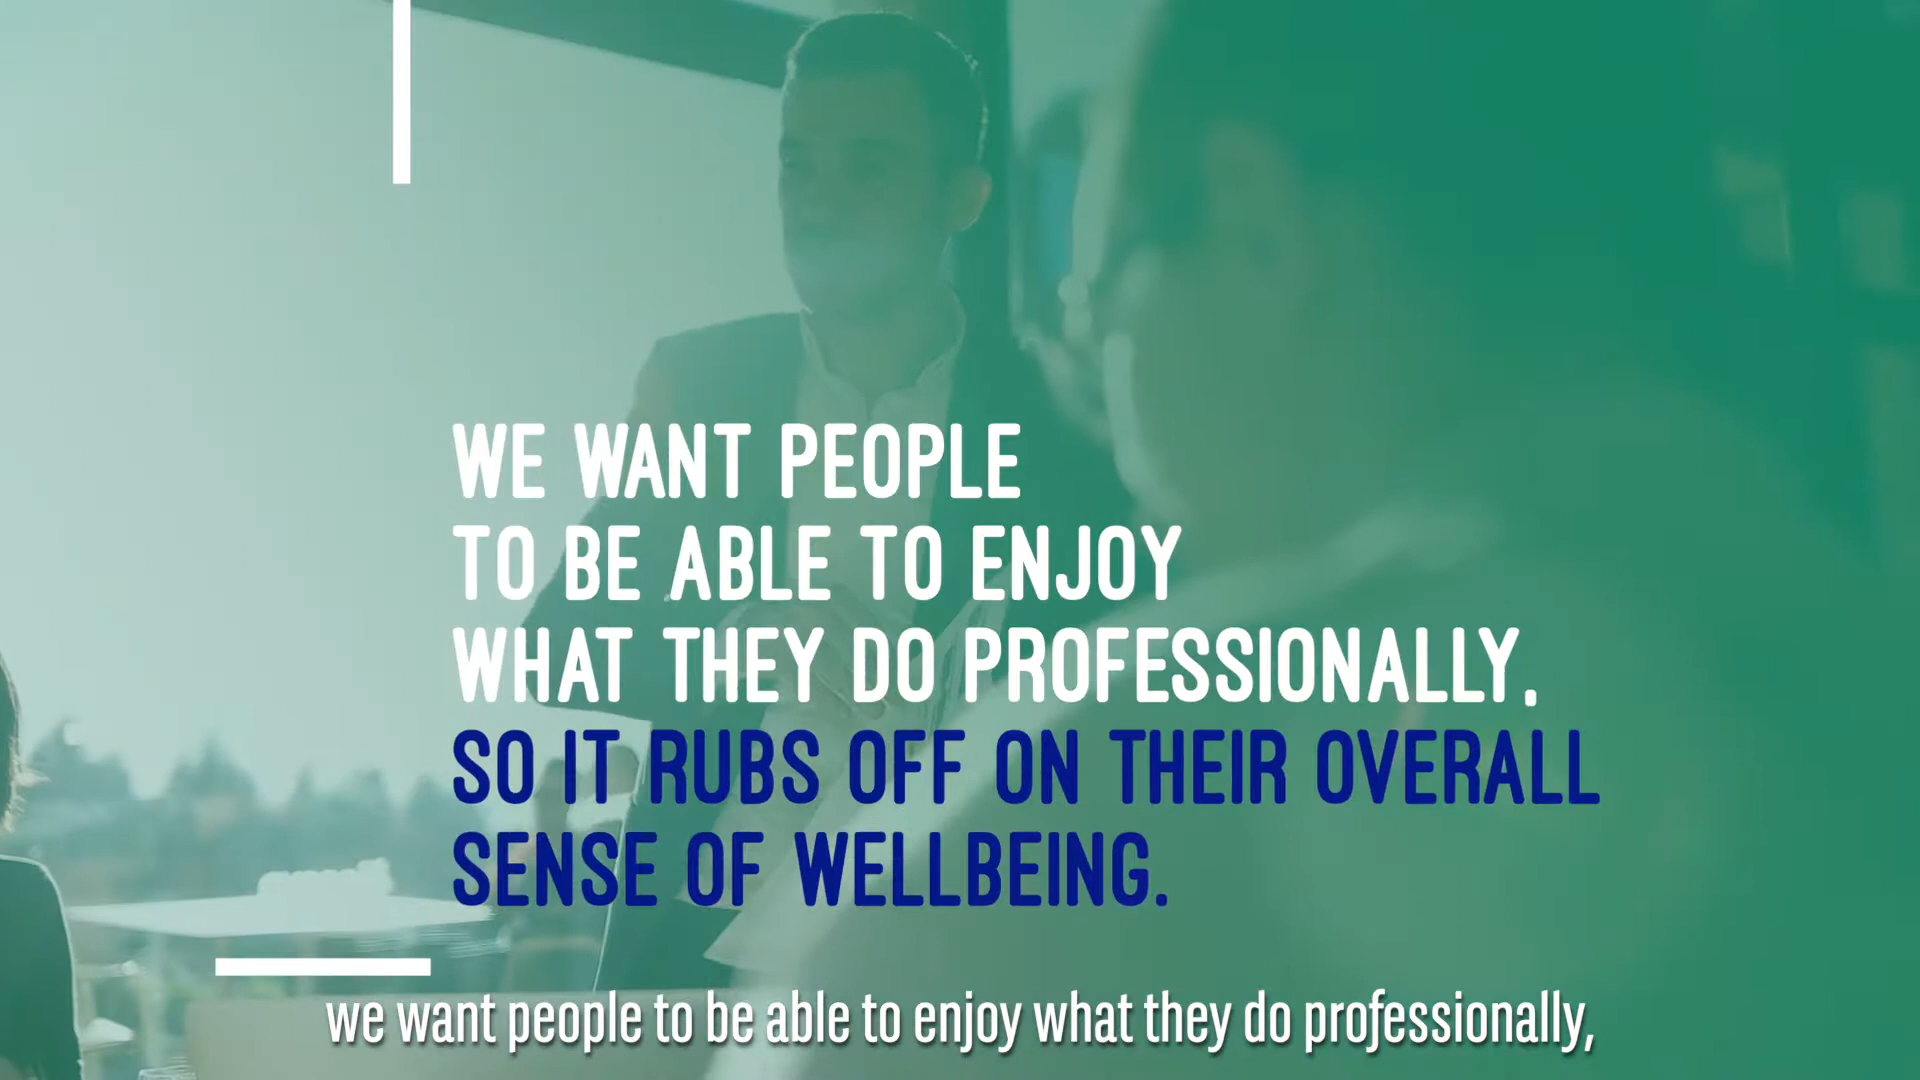 WE WANT PEOPLE
TO BE ABLE TO ENJOY
WHAT THEY DO PROFESSIONALLY,
SO IT RUBS OFF ON THEIR OVERALL
SENSE OF WELLBEING.
we want people to be able to enjoy what they do professionally,